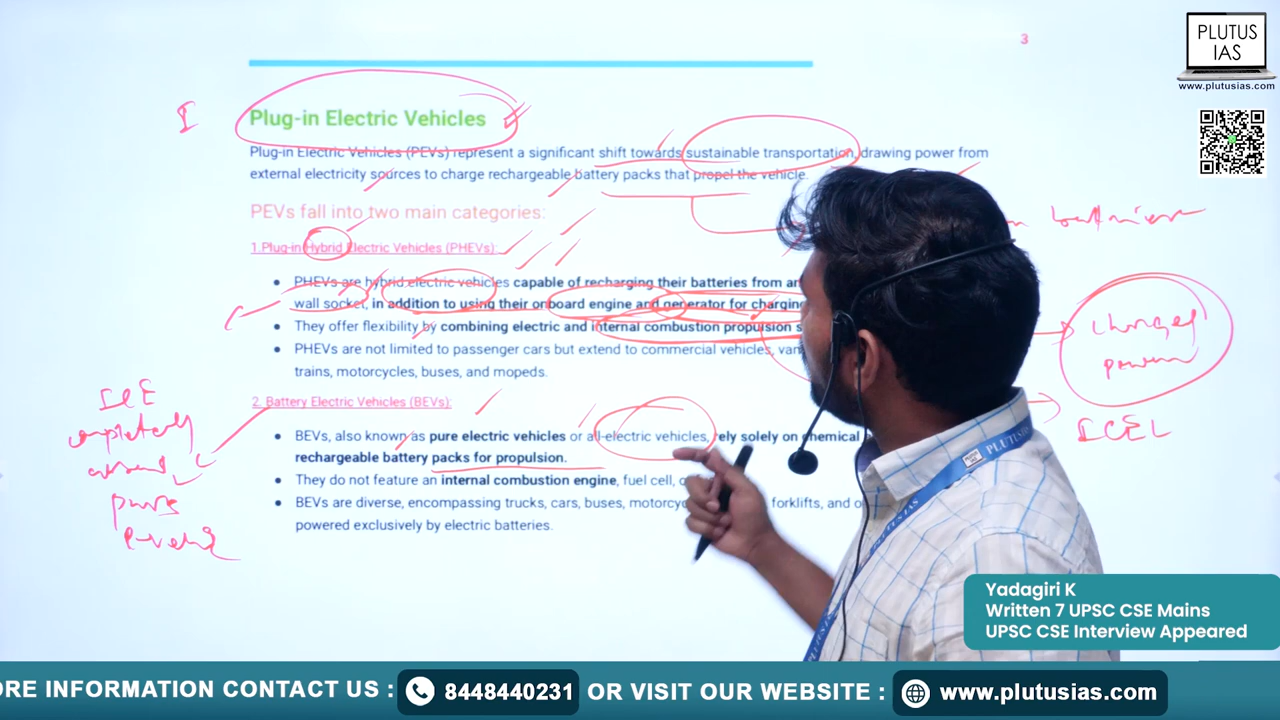 3
PLUTUS
IAS
www.plutusias.com
I
Plug-in Electric Vehicles
Plug-in Electric Vehicles (PEVs) represent a significant shift towards sustainable transportation, drawing power from
external electricity sources to charge rechargeable battery packs that propel the vehicle.
PEVs fall into two main categories:
1.Plug-in Hybrid Electric Vehicles (PHEVs):
PHEVs are hybrid electric vehicles capable of recharging their batteries from
wall socket, in addition to using their onboard engine and generator for charging
They offer flexibility by combining electric and internal combustion propulsion
PHEVs are not limited to passenger cars but extend to commercial vehicles,
trains, motorcycles, buses, and mopeds.
2. Battery Electric Vehicles (BEVs):
BEVs, also known as pure electric vehicles or all-electric vehicles, rely solely on chemical
rechargeable battery packs for propulsion.
They do not feature an internal combustion engine, fuel cell,
BEVs are diverse, encompassing trucks, cars, buses, forklifts, and
powered exclusively by electric batteries.
ICE
completely
absent
pure
PLUTUS IAS
Yadagiri K
Written 7 UPSC CSE Mains
UPSC CSE Interview Appeared
ORE INFORMATION CONTACT US : 8448440231 OR VISIT OUR WEBSITE : www.plutusias.com